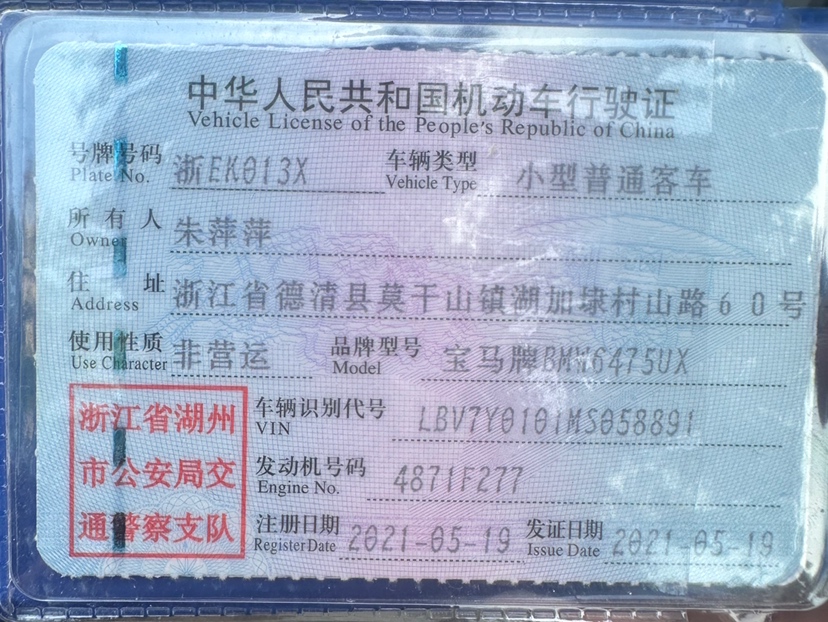 中华人民共和国机动车行驶证
Vehicle License of the People's Republic of China
号牌号码 浙EK013X 车辆类型 小型普通客车
Plate No. Vehicle Type
所有人 朱萍萍
Owner
住址 浙江省德清县莫干山镇湖加埭村山路60号
Address
使用性质 非营运 品牌型号 宝马牌BMW6475UX
Use Character Model
浙江省湖州
市公安局交
通警察支队
车辆识别代号 LBV7Y0101MS058891
VIN
发动机号码 4871F277
Engine No.
注册日期 2021-05-19 发证日期 2021-05-19
Register Date Issue Date